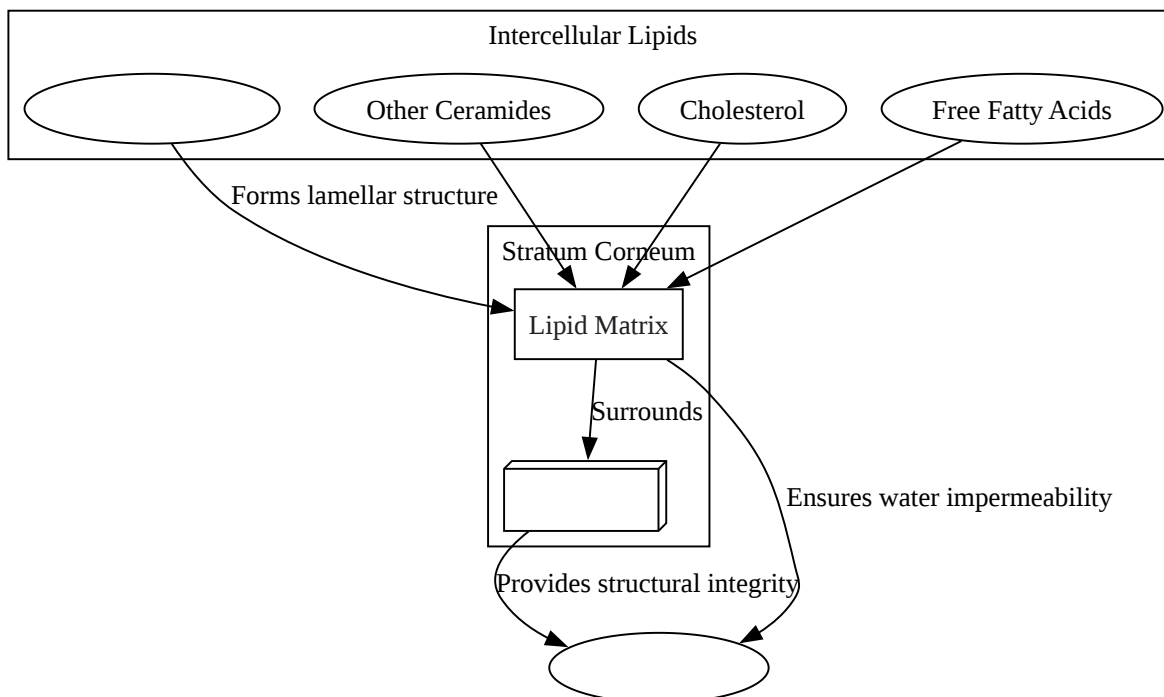 Intercellular Lipids
Other Ceramides
Cholesterol
Free Fatty Acids
Forms lamellar structure
Stratum Corneum
Lipid Matrix
Surrounds
Ensures water impermeability
Provides structural integrity